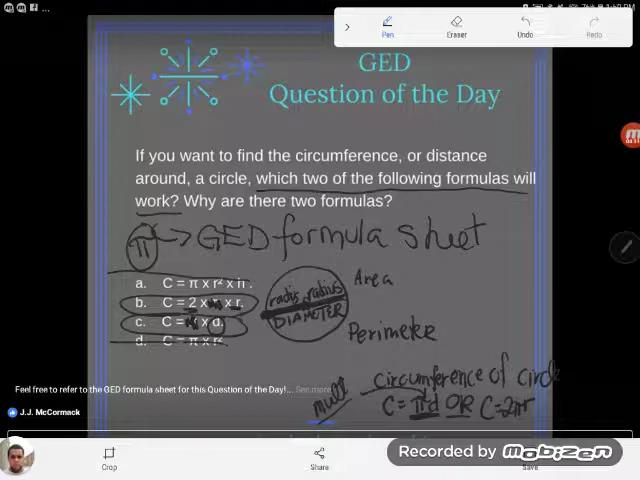 Pen
Eraser
Undo
Redo
GED
Question of the Day
If you want to find the circumference, or distance
around, a circle, which two of the following formulas will
work? Why are there two formulas?
π → GED formula sheet
a. C = π x r² x π .
b. C = 2 x x r.
c. C = x d.
d. C = π x r²
radius radius
DIAMETER
Area
Perimeter
circumference of circle
mult
C = πd OR C=2πr
Feel free to refer to the GED formula sheet for this Question of the Day!... See more
J.J. McCormack
Recorded by mobizen
Crop
Share
Save